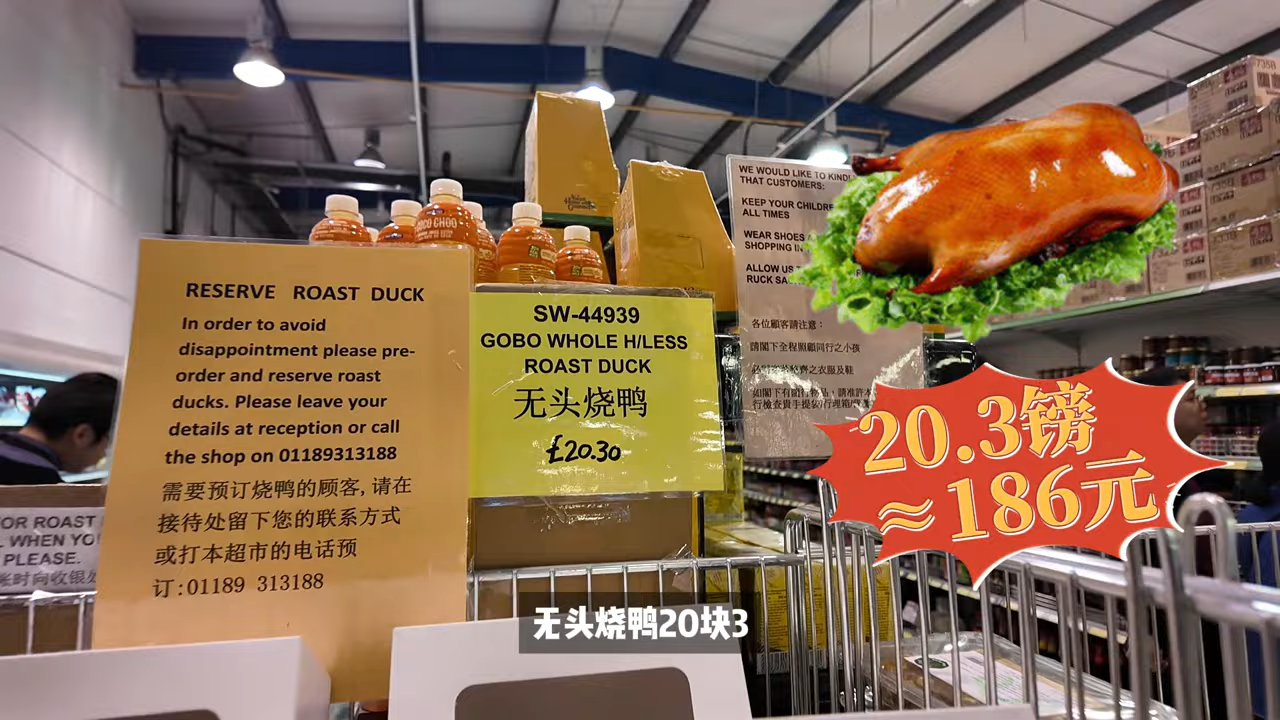 RESERVE ROAST DUCK
In order to avoid
disappointment please pre-
order and reserve roast
ducks. Please leave your
details at reception or call
the shop on 01189313188
需要预订烧鸭的顾客,请在
接待处留下您的联系方式
或打本超市的电话预
订:01189 313188
SW-44939
GOBO WHOLE H/LESS
ROAST DUCK
无头烧鸭
£20.30
WE WOULD LIKE TO KINDL
THAT CUSTOMERS:
KEEP YOUR CHILDRE
ALL TIMES
WEAR SHOES
SHOPPING IN
ALLOW US
RUCK SA
各位顧客請注意：
請閣下全程照顧同行之小孩
OR ROAST
WHEN YO
PLEASE.
COCO CHOO
20.3镑
≈186元
无头烧鸭20块3